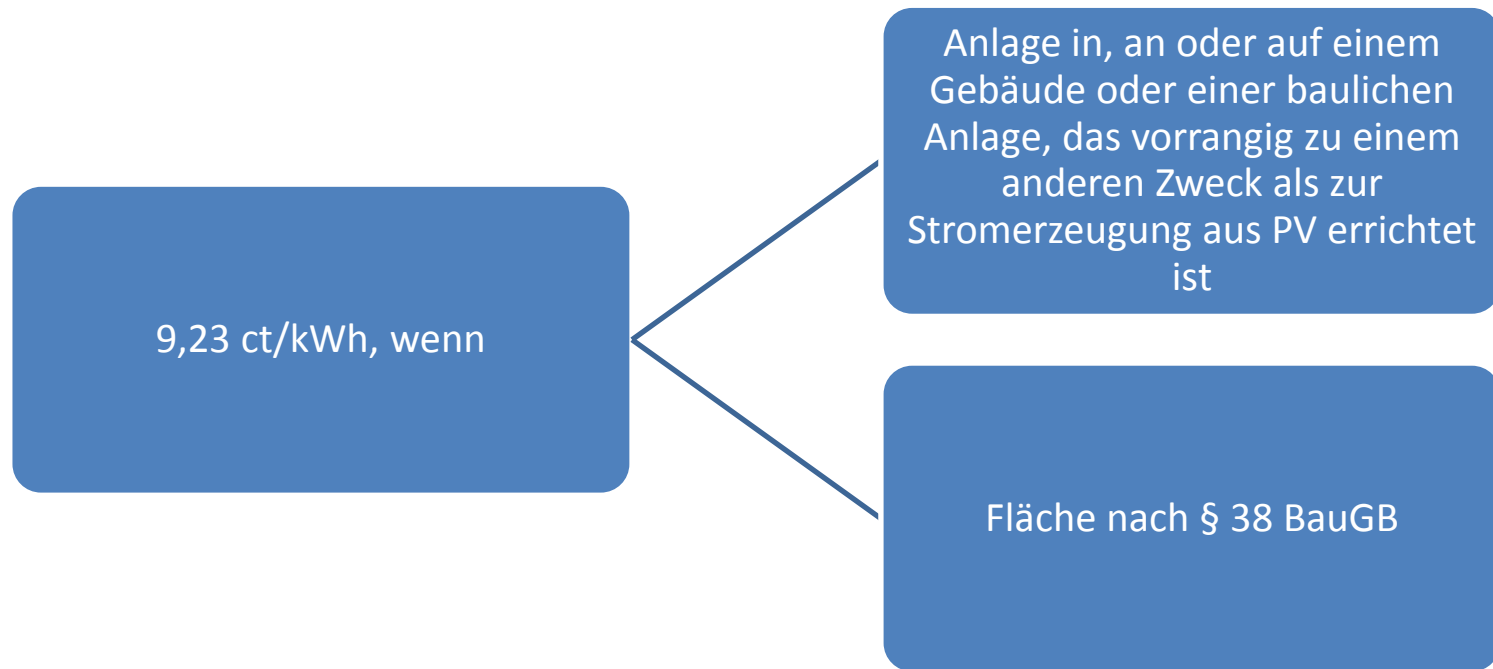 9,23 ct/kWh, wenn
Anlage in, an oder auf einem
Gebäude oder einer baulichen
Anlage, das vorrangig zu einem
anderen Zweck als zur
Stromerzeugung aus PV errichtet
ist
Fläche nach § 38 BauGB